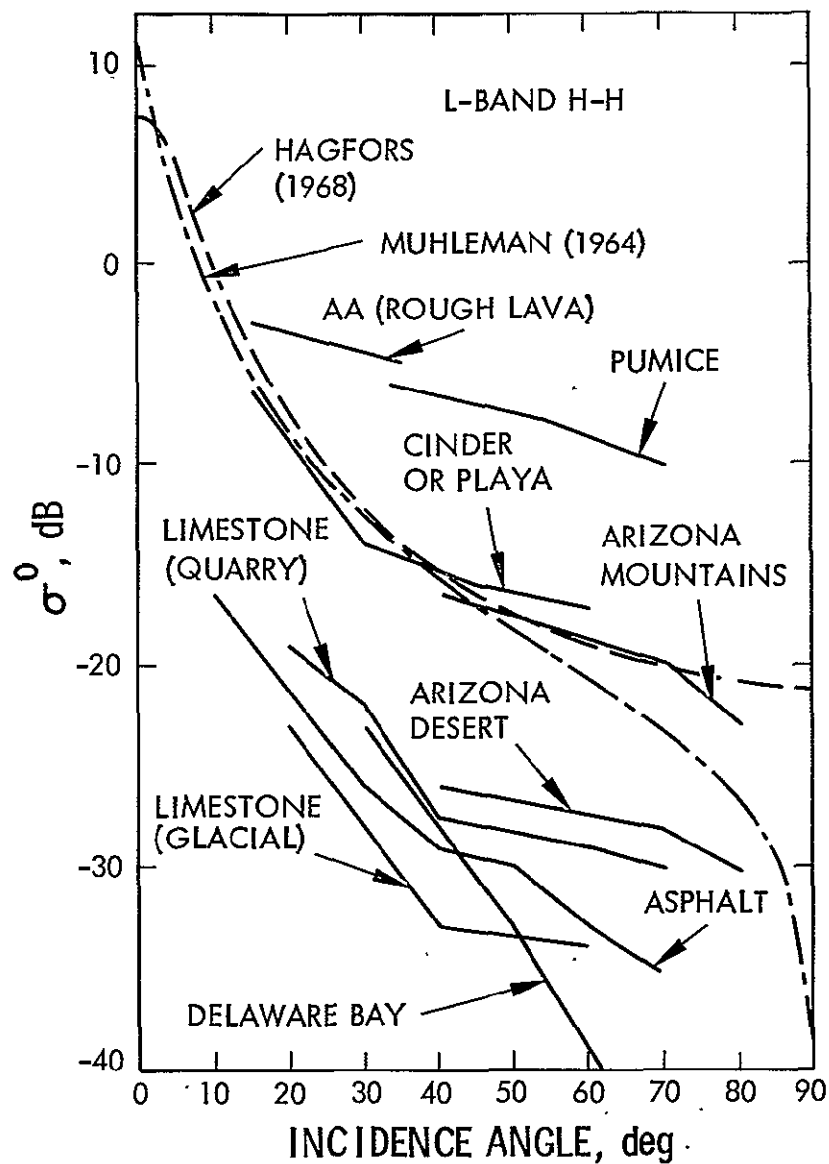 L-BAND H-H
HAGFORS
(1968)
MUHLEMAN (1964)
AA (ROUGH LAVA)
PUMICE
CINDER
OR PLAYA
LIMESTONE
(QUARRY)
ARIZONA
MOUNTAINS
ARIZONA
DESERT
LIMESTONE
(GLACIAL)
ASPHALT
DELAWARE BAY
10
0
-10
-20
-30
-40
σ⁰, dB
0 10 20 30 40 50 60 70 80 90
INCIDENCE ANGLE, deg